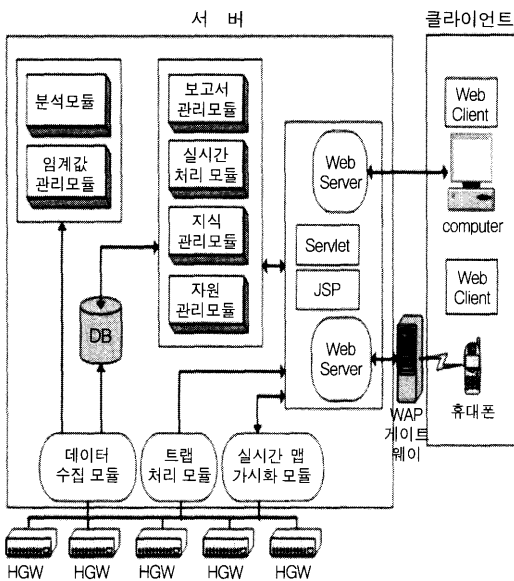 서 버
클라이언트
분석모듈
임계값
관리모듈
보고서
관리모듈
실시간
처리 모듈
지식
관리모듈
자원
관리모듈
DB
Web
Server
Servlet
JSP
Web
Server
Web
Client
computer
Web
Client
WAP
게이트
웨이
휴대폰
데이터
수집 모듈
트랩
처리 모듈
실시간 맵
가시화 모듈
HGW
HGW
HGW
HGW
HGW